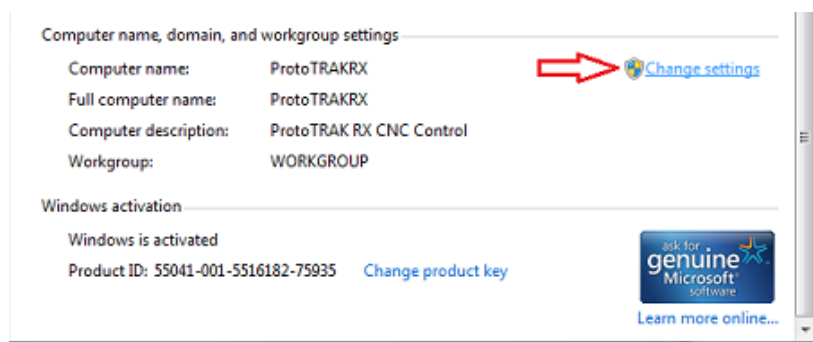 Computer name, domain, and workgroup settings
Computer name: ProtoTRAKRX Change settings
Full computer name: ProtoTRAKRX
Computer description: ProtoTRAK RX CNC Control
Workgroup: WORKGROUP
Windows activation
Windows is activated
Product ID: 55041-001-5516182-75935 Change product key
ask for
genuine
Microsoft
software
Learn more online...